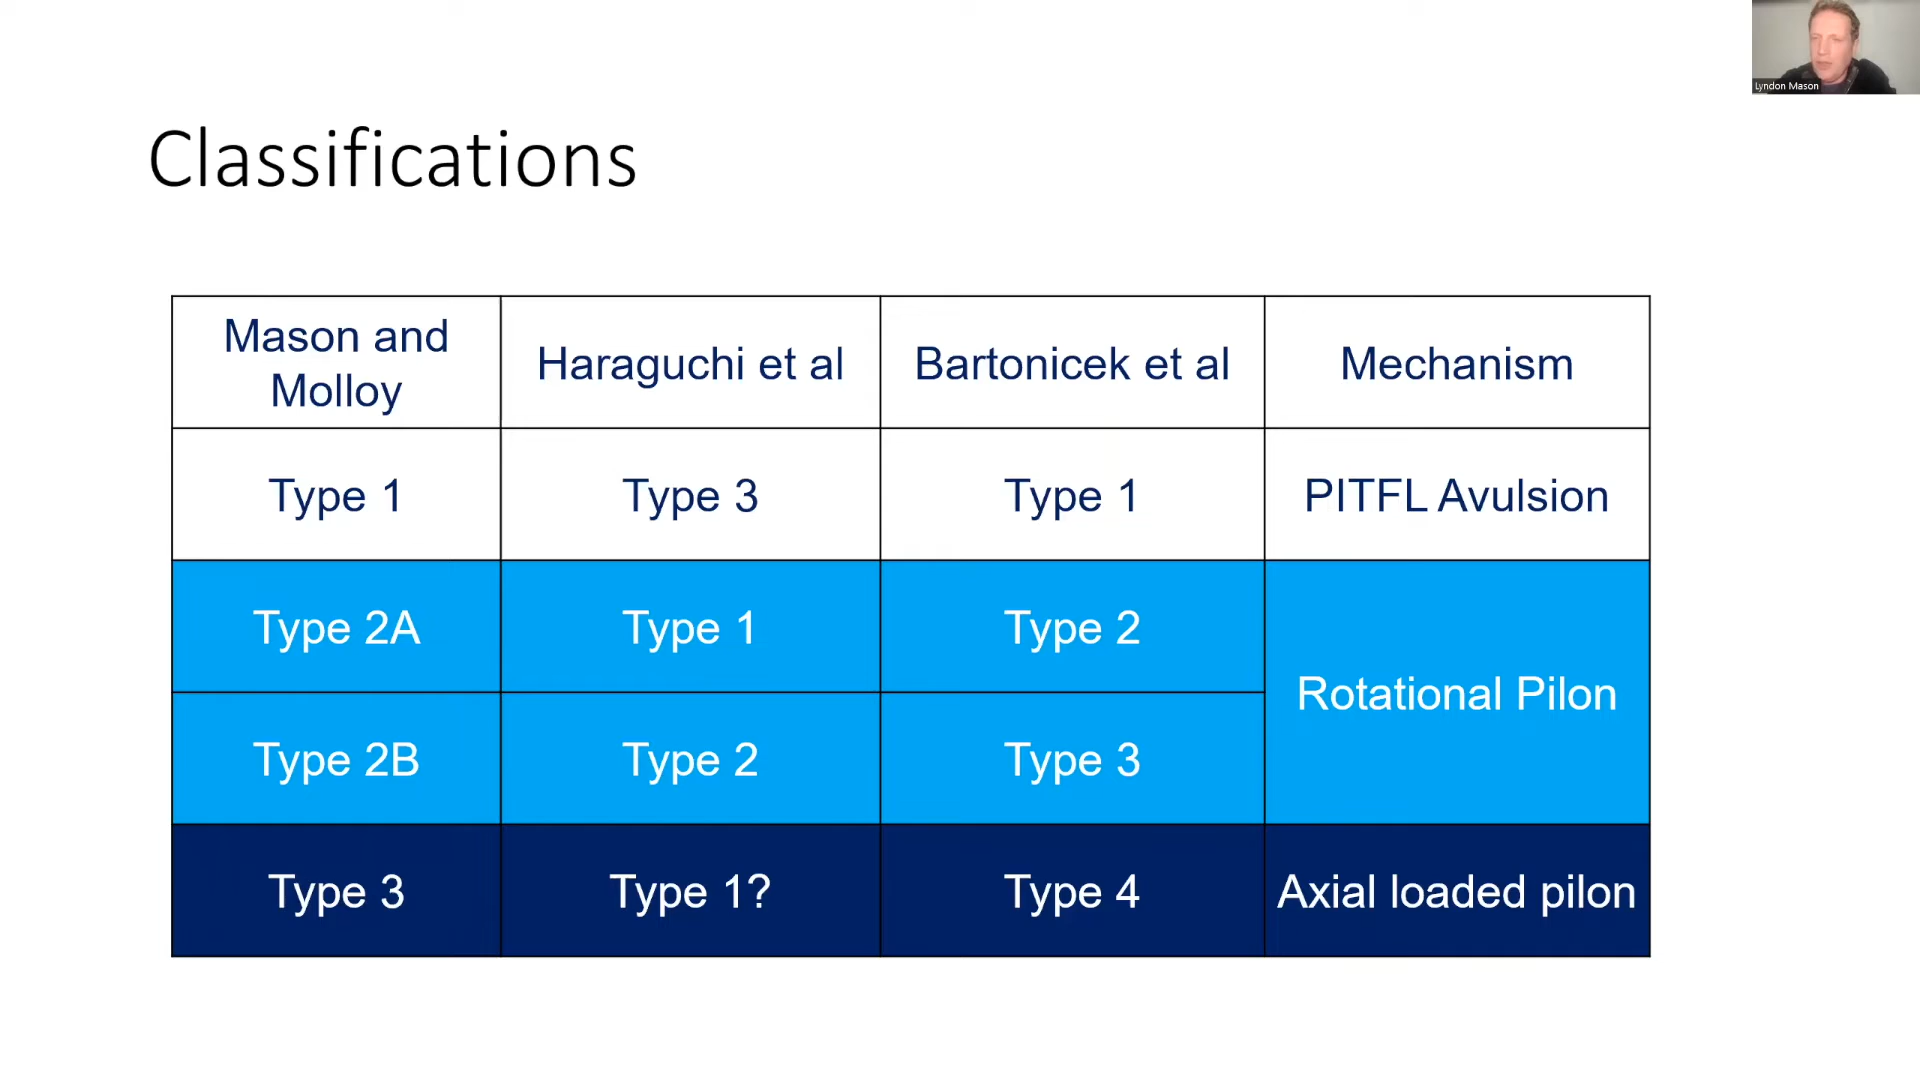 Lyndon Mason
Classifications
Mason and
Molloy
Haraguchi et al
Bartonicek et al
Mechanism
Type 1
Type 3
Type 1
PITFL Avulsion
Type 2A
Type 1
Type 2
Rotational Pilon
Type 2B
Type 2
Type 3
Type 3
Type 1?
Type 4
Axial loaded pilon